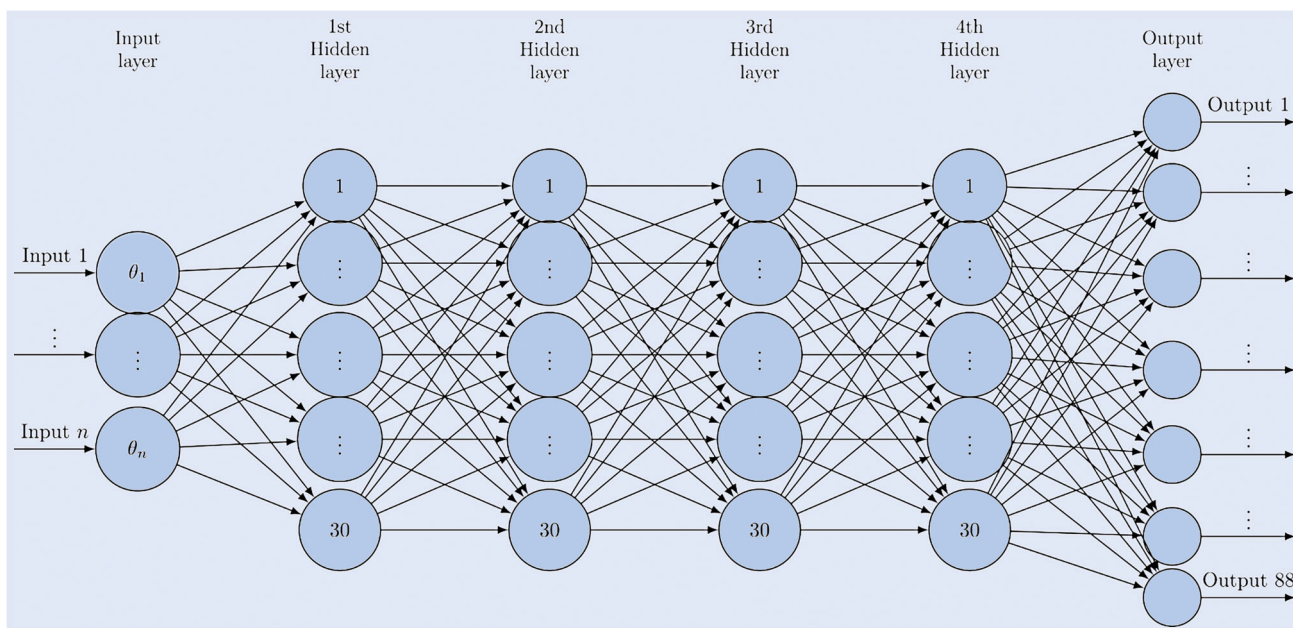 Input
layer
1st
Hidden
layer
2nd
Hidden
layer
3rd
Hidden
layer
4th
Hidden
layer
Output
layer
Input 1
⋮
Input n
θ₁
⋮
θₙ
1
⋮
⋮
⋮
30
1
⋮
⋮
⋮
30
1
⋮
⋮
⋮
30
1
⋮
⋮
⋮
30
Output 1
⋮
⋮
⋮
⋮
⋮
Output 88